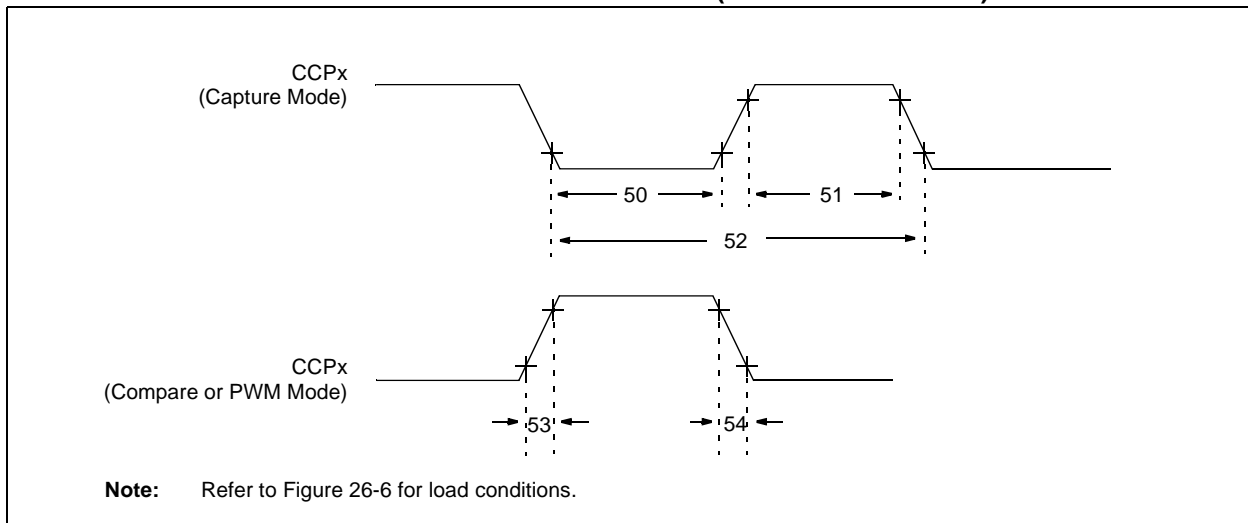 CCPx
(Capture Mode)
50
51
52
CCPx
(Compare or PWM Mode)
53
54
Note: Refer to Figure 26-6 for load conditions.